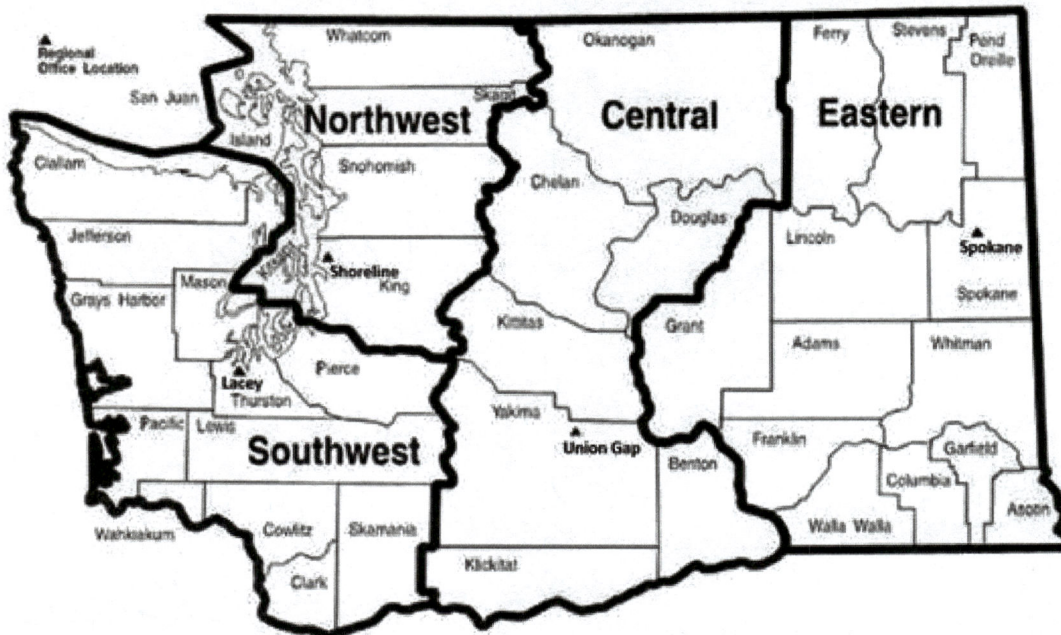 Regional
Office Location
Whatcom
Okanogan
Ferry
Stevens
Pend
Oreille
San Juan
Skagit
Island
Northwest
Central
Eastern
Clallam
Snohomish
Chelan
Douglas
Jefferson
Lincoln
Spokane
Kitsap
Shoreline
King
Mason
Grays Harbor
Spokane
Kittitas
Grant
Adams
Whitman
Pierce
Lacey
Thurston
Yakima
Pacific
Lewis
Union Gap
Southwest
Benton
Franklin
Garfield
Columbia
Asotin
Wahkiakum
Cowlitz
Skamania
Walla Walla
Klickitat
Clark